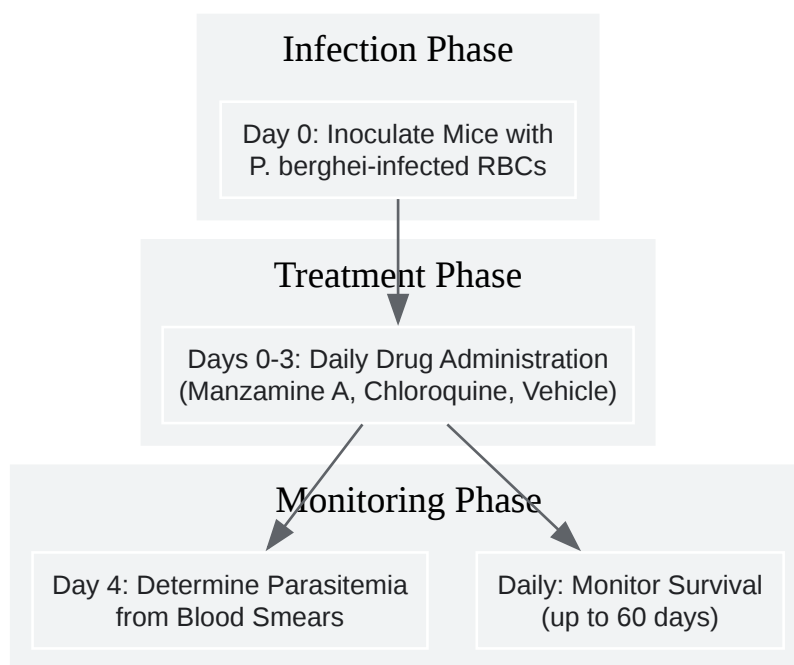 Infection Phase
Day 0: Inoculate Mice with
P. berghei-infected RBCs
Treatment Phase
Days 0-3: Daily Drug Administration
(Manzamine A, Chloroquine, Vehicle)
Monitoring Phase
Day 4: Determine Parasitemia
from Blood Smears
Daily: Monitor Survival
(up to 60 days)